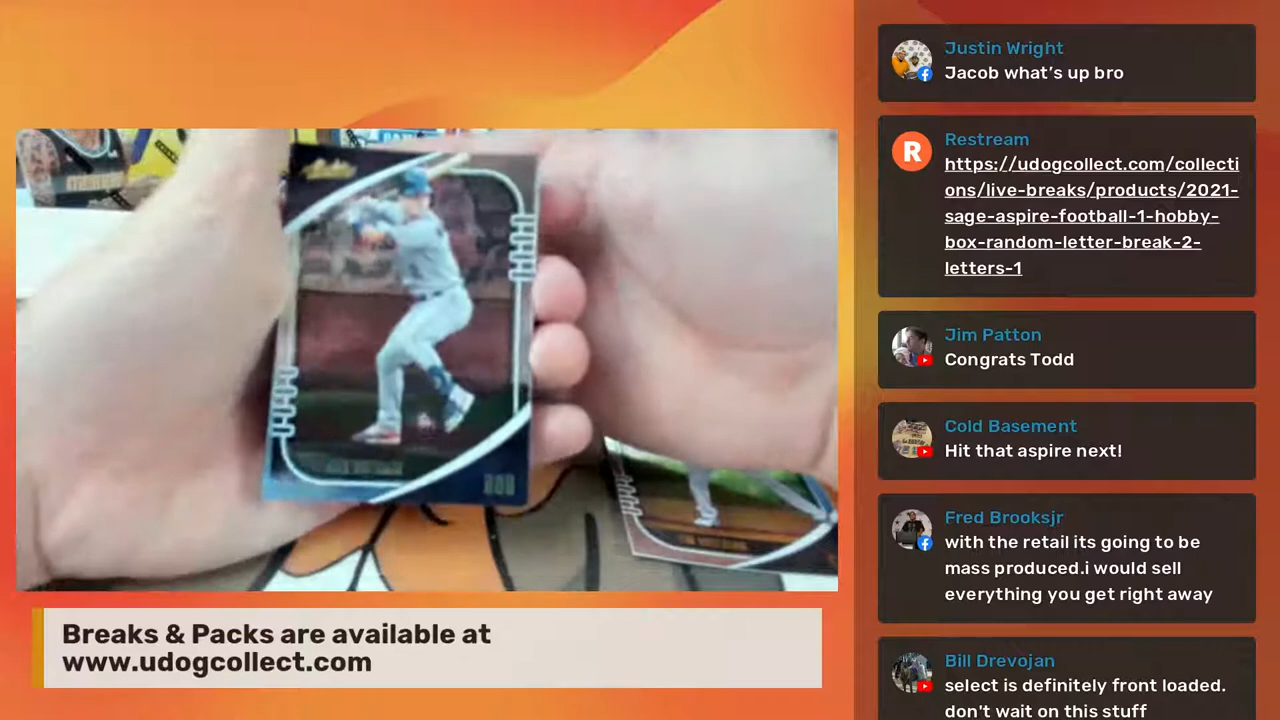 Justin Wright
Jacob what’s up bro
Restream
https://udogcollect.com/collecti
ons/live-breaks/products/2021-
sage-aspire-football-1-hobby-
box-random-letter-break-2-
letters-1
Jim Patton
Congrats Todd
Cold Basement
Hit that aspire next!
Fred Brooksjr
with the retail its going to be
mass produced.i would sell
everything you get right away
Bill Drevojan
select is definitely front loaded.
don't wait on this stuff
Breaks & Packs are available at
www.udogcollect.com